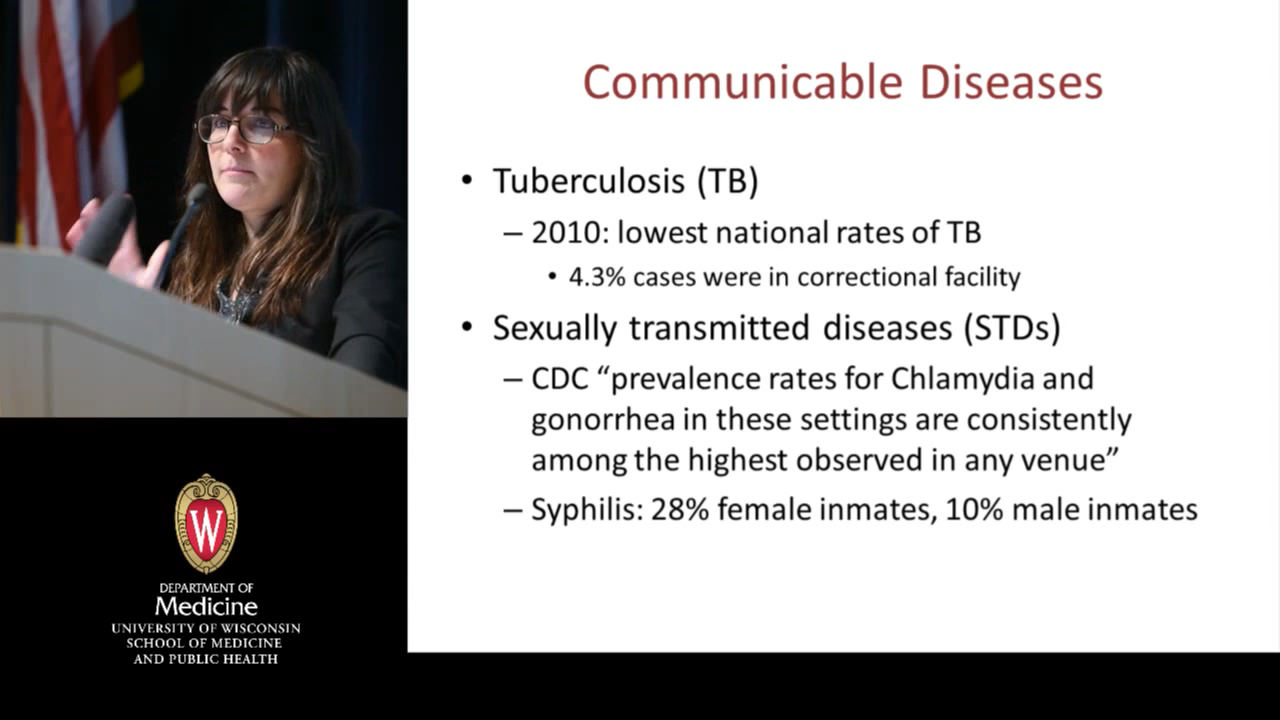 Communicable Diseases
• Tuberculosis (TB)
– 2010: lowest national rates of TB
• 4.3% cases were in correctional facility
• Sexually transmitted diseases (STDs)
– CDC “prevalence rates for Chlamydia and
gonorrhea in these settings are consistently
among the highest observed in any venue”
– Syphilis: 28% female inmates, 10% male inmates
W
DEPARTMENT OF
Medicine
UNIVERSITY OF WISCONSIN
SCHOOL OF MEDICINE
AND PUBLIC HEALTH